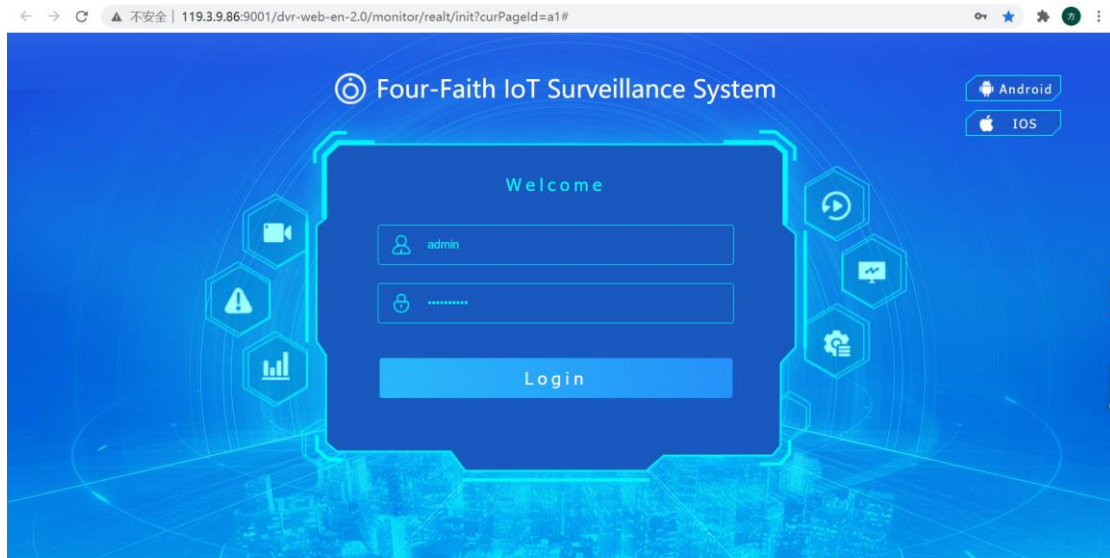 不安全 | 119.3.9.86:9001/dvr-web-en-2.0/monitor/realt/init?curPageId=a1#
方
Four-Faith IoT Surveillance System
Android
IOS
Welcome
admin
••••••••••
Login